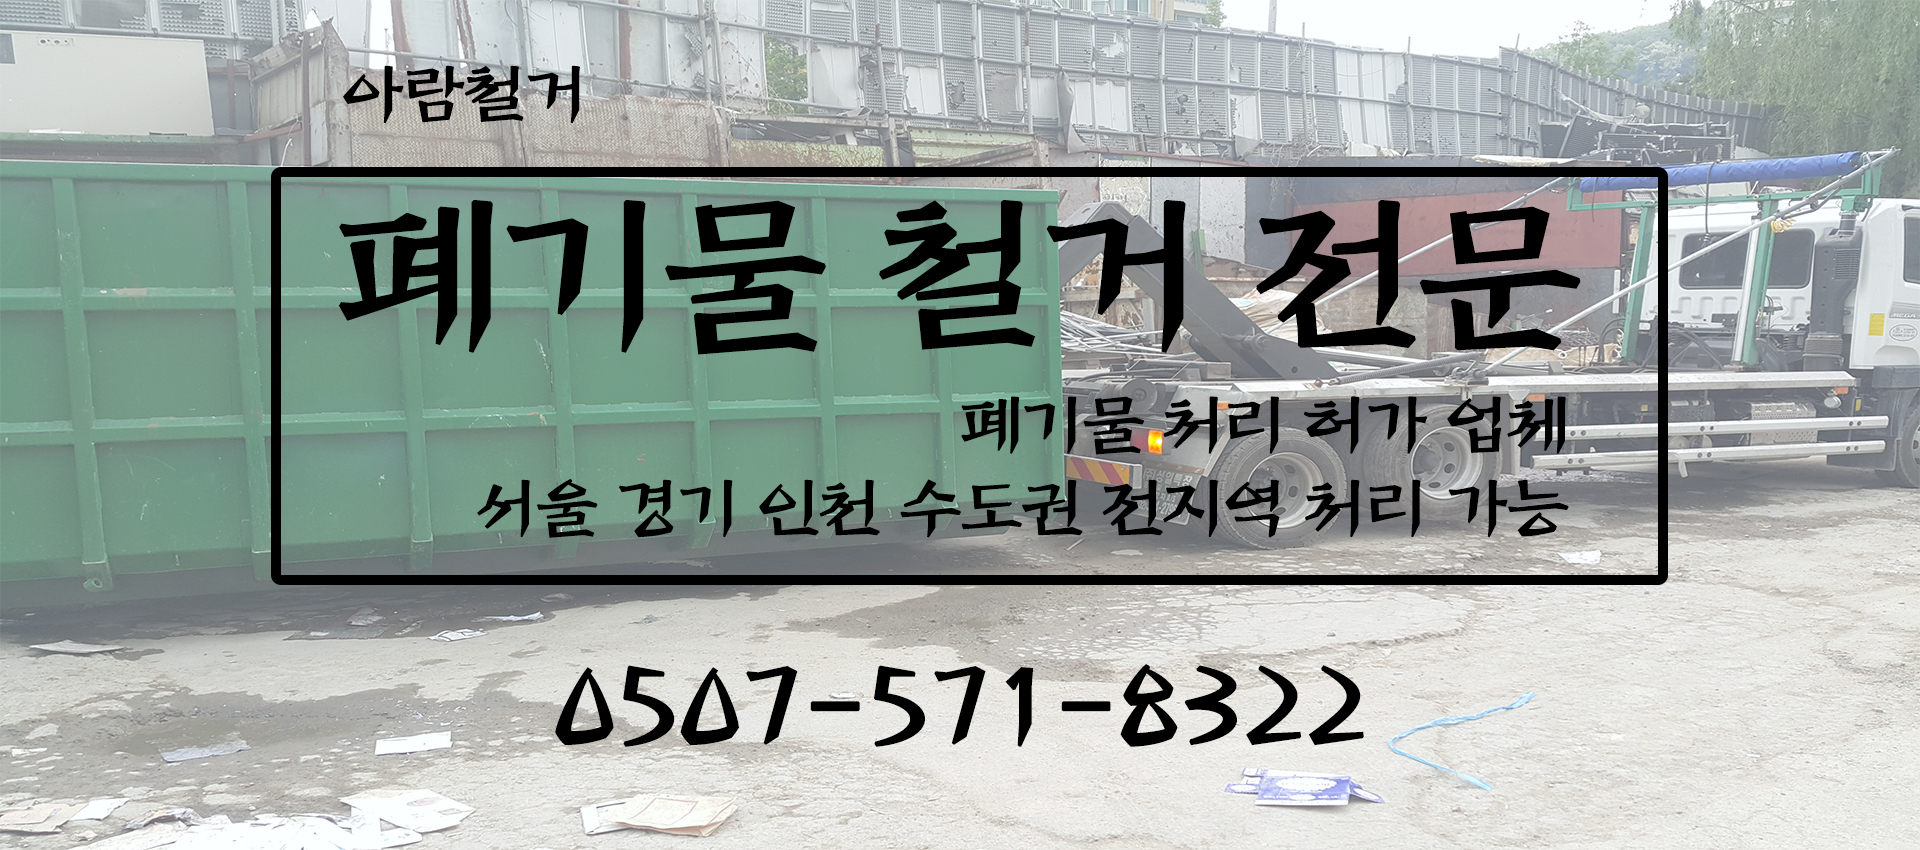 아람철거
폐기물 철거 전문
폐기물 처리 허가 업체
서울 경기 인천 수도권 전지역 처리 가능
0507-571-8322